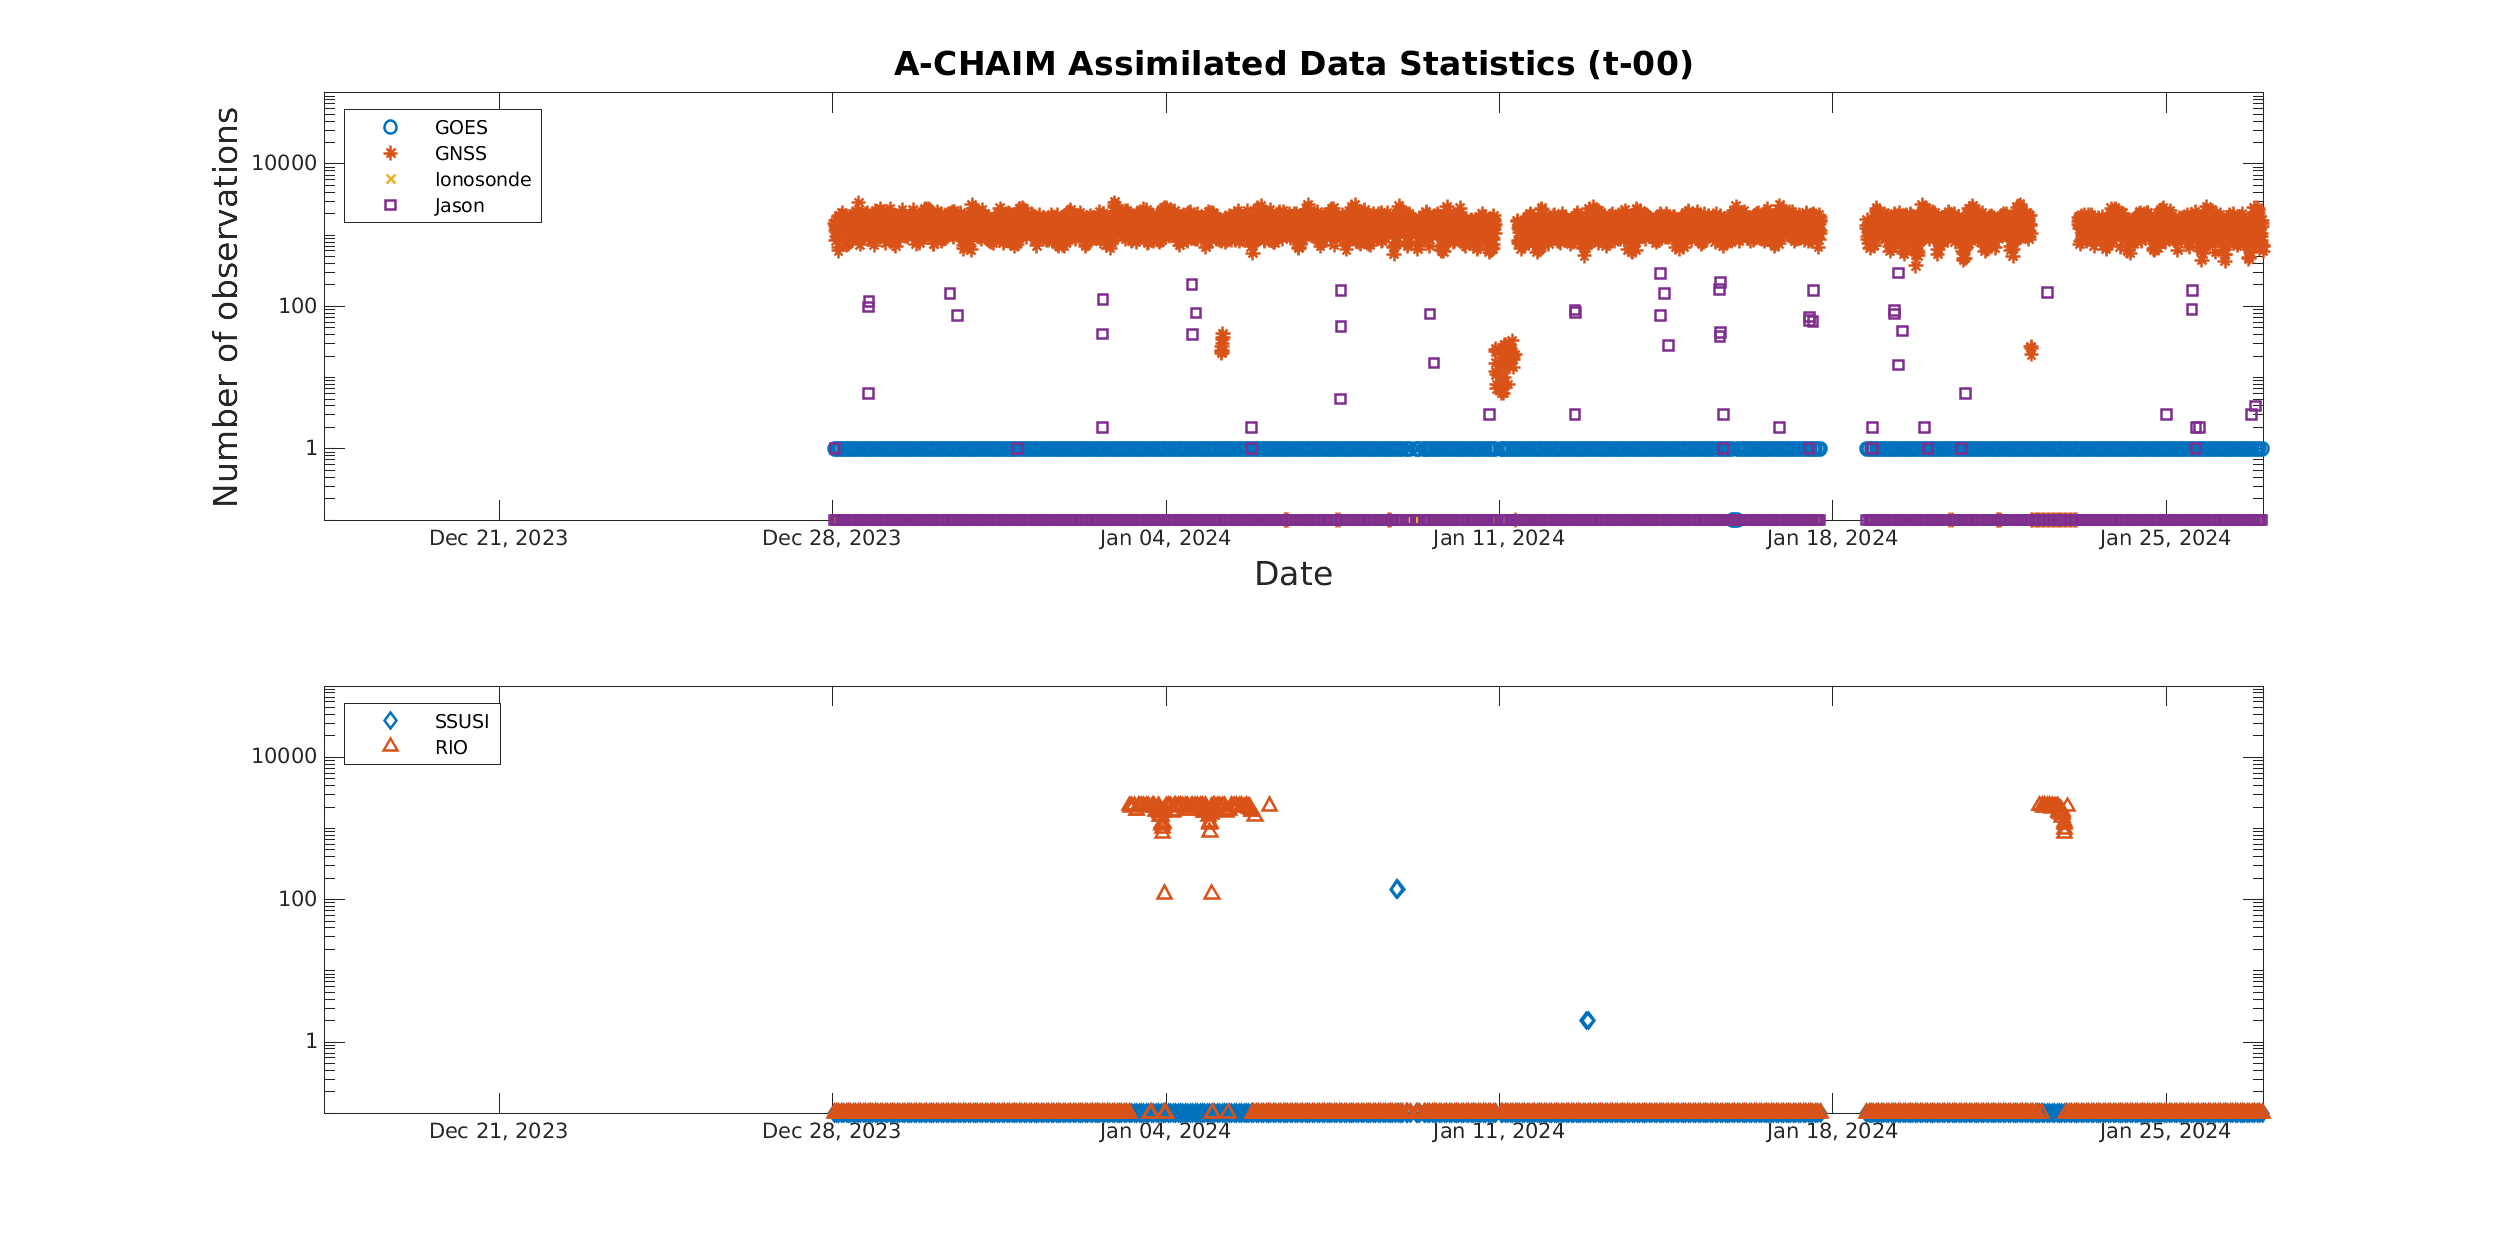 A-CHAIM Assimilated Data Statistics (t-00)
Number of observations
10000
100
1
GOES
GNSS
Ionosonde
Jason
Dec 21, 2023
Dec 28, 2023
Jan 04, 2024
Jan 11, 2024
Jan 18, 2024
Jan 25, 2024
Date
10000
100
1
SSUSI
RIO
Dec 21, 2023
Dec 28, 2023
Jan 04, 2024
Jan 11, 2024
Jan 18, 2024
Jan 25, 2024